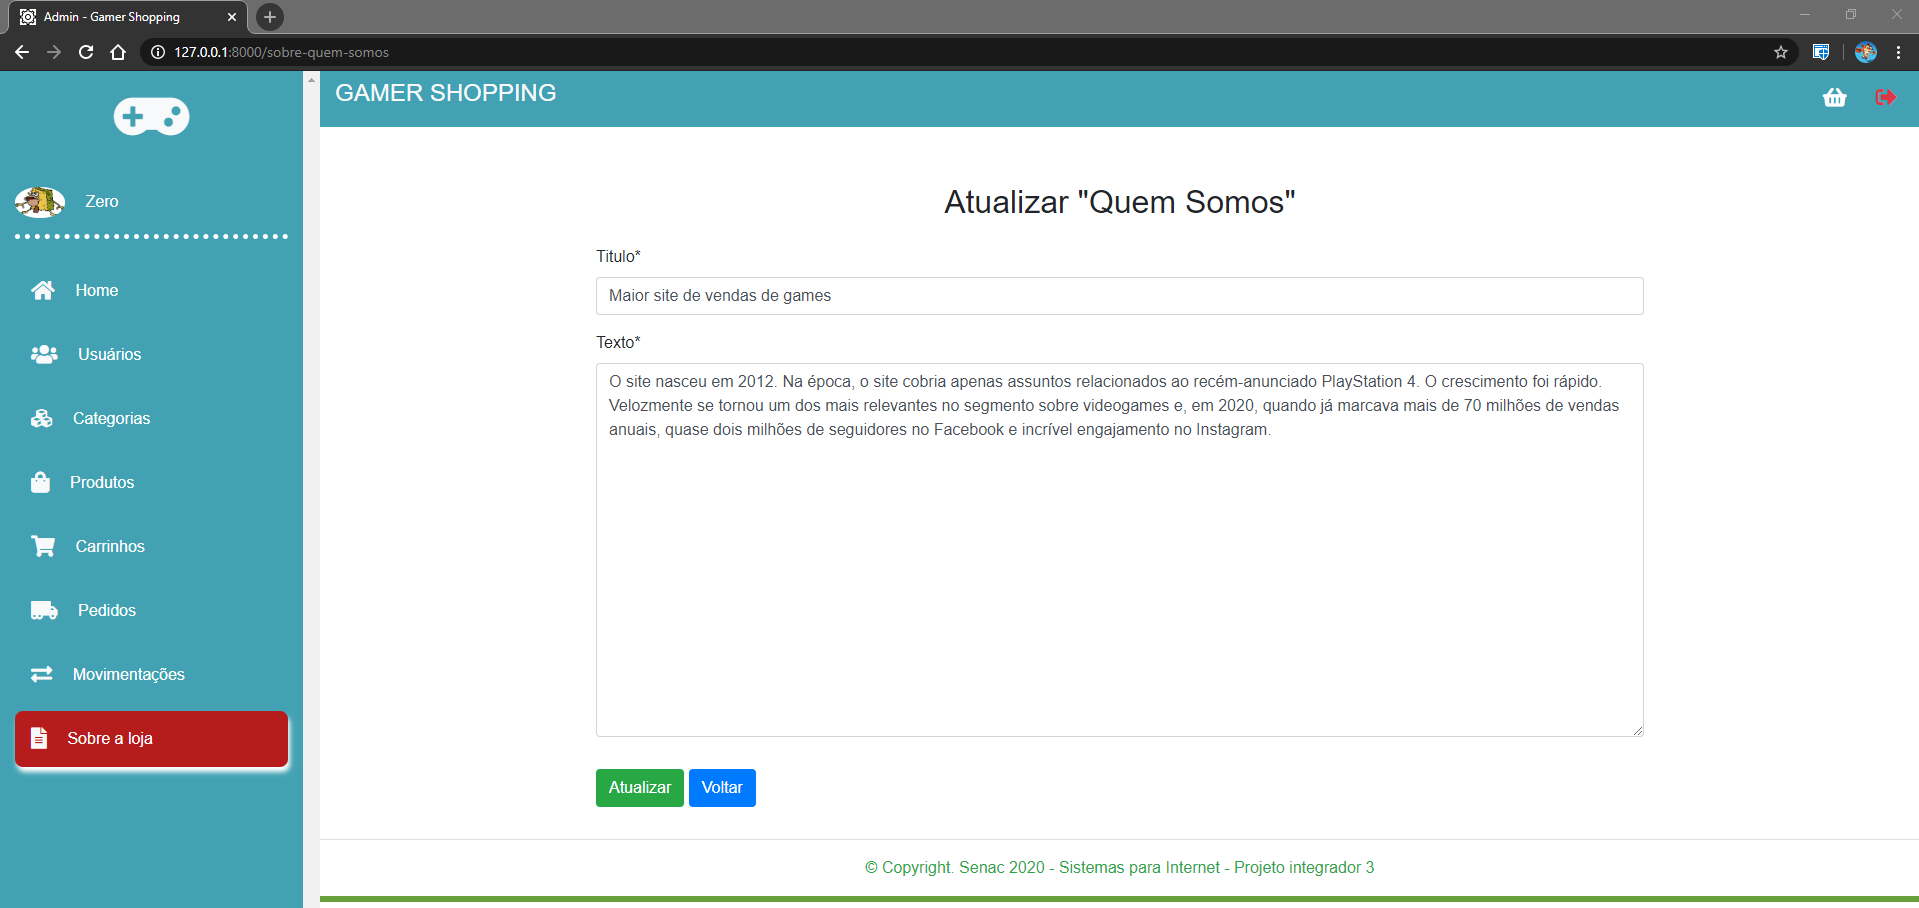 Admin - Gamer Shopping
127.0.0.1:8000/sobre-quem-somos
GAMER SHOPPING
Zero
Home
Usuários
Categorias
Produtos
Carrinhos
Pedidos
Movimentações
Sobre a loja
Atualizar "Quem Somos"
Titulo*
Maior site de vendas de games
Texto*
O site nasceu em 2012. Na época, o site cobria apenas assuntos relacionados ao recém-anunciado PlayStation 4. O crescimento foi rápido.
Velozmente se tornou um dos mais relevantes no segmento sobre videogames e, em 2020, quando já marcava mais de 70 milhões de vendas
anuais, quase dois milhões de seguidores no Facebook e incrível engajamento no Instagram.
Atualizar Voltar
© Copyright. Senac 2020 - Sistemas para Internet - Projeto integrador 3